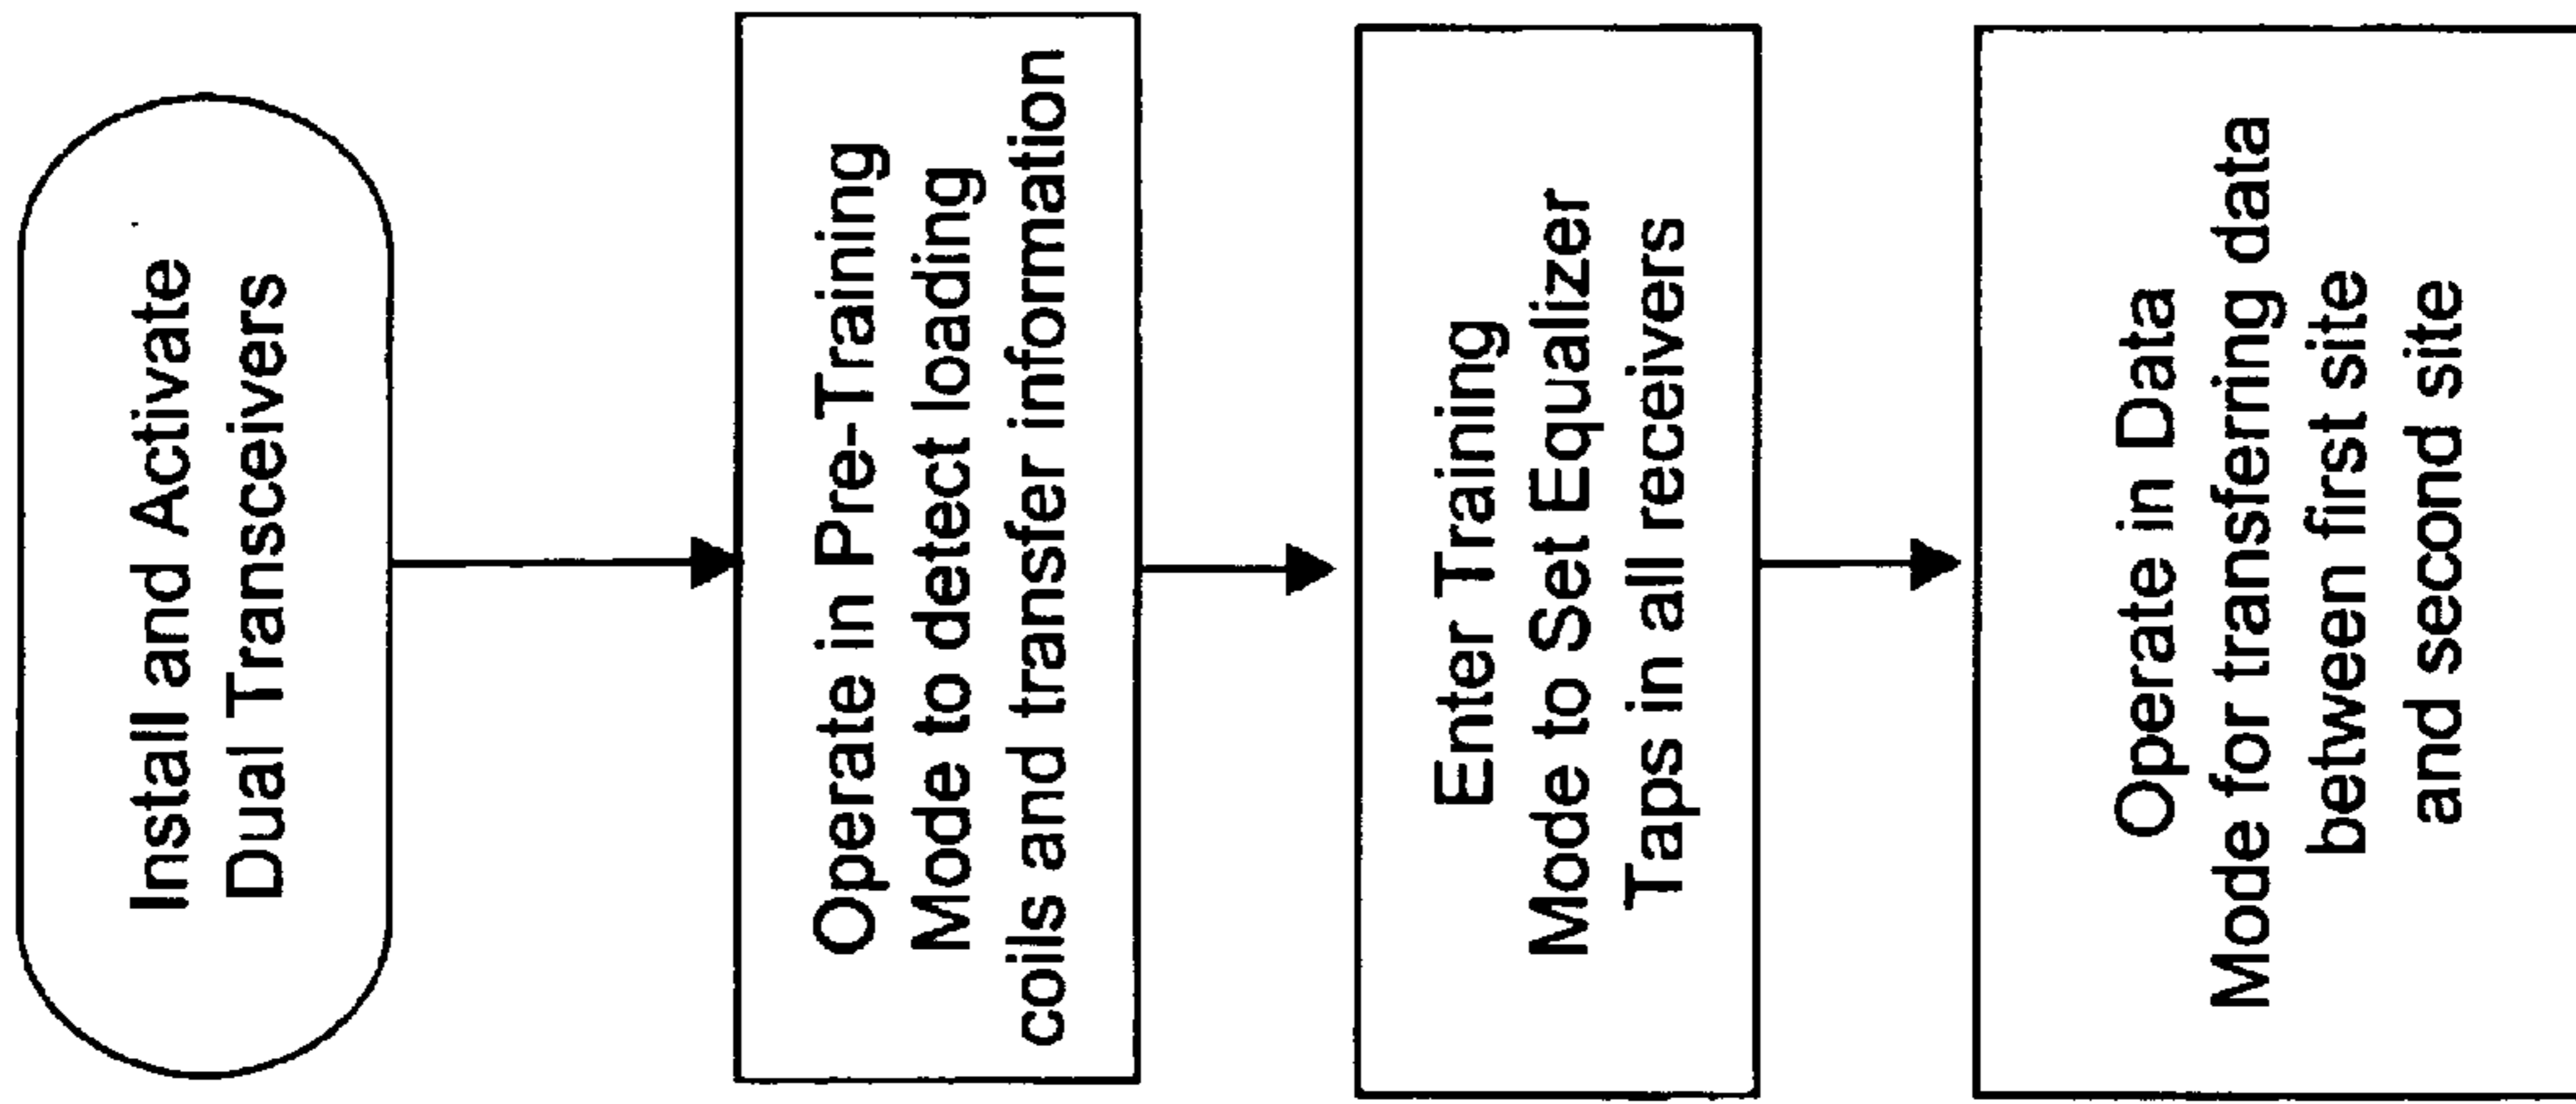 Install and Activate
Dual Transceivers
Operate in Pre-Training
Mode to detect loading
coils and transfer information
Enter Training
Mode to Set Equalizer
Taps in all receivers
Operate in Data
Mode for transferring data
between first site
and second site